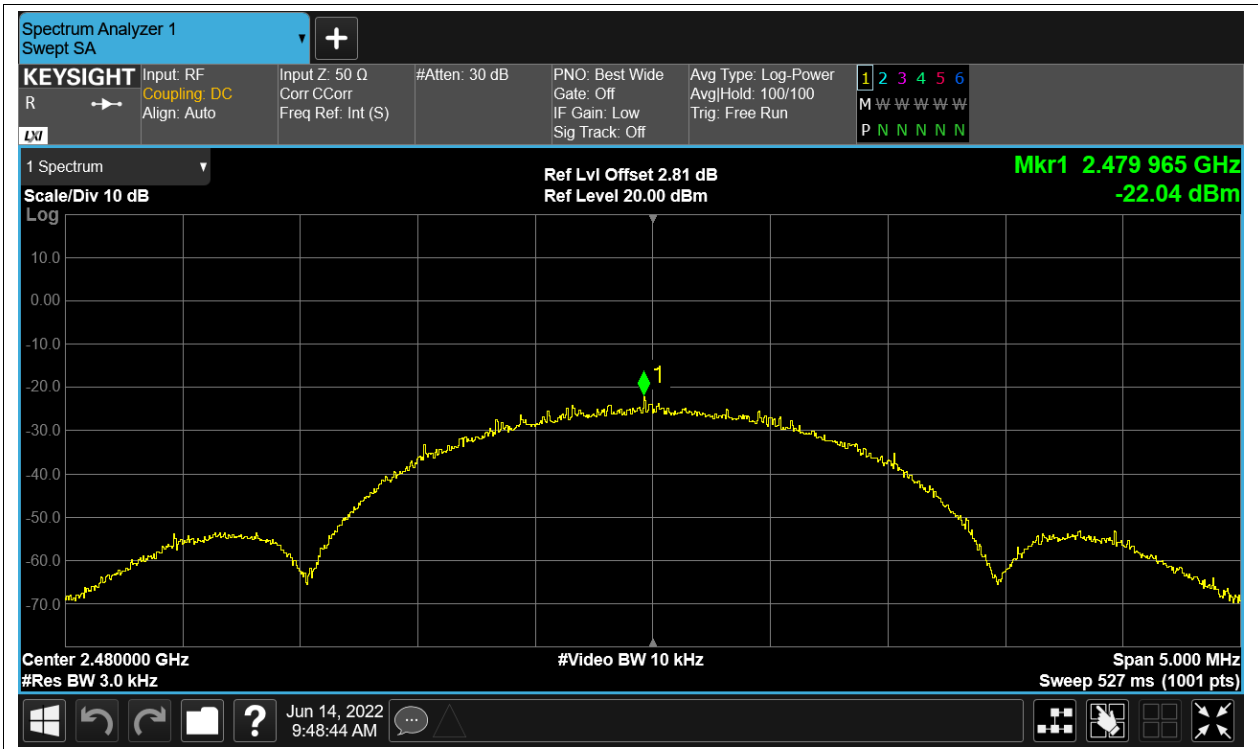 Spectrum Analyzer 1
Swept SA
KEYSIGHT
R
LXI
Input: RF
Coupling: DC
Align: Auto
Input Z: 50 Ω
Corr CCorr
Freq Ref: Int (S)
#Atten: 30 dB
PNO: Best Wide
Gate: Off
IF Gain: Low
Sig Track: Off
Avg Type: Log-Power
Avg|Hold: 100/100
Trig: Free Run
1 2 3 4 5 6
M W W W W W
P N N N N N
1 Spectrum
Scale/Div 10 dB
Log
Ref Lvl Offset 2.81 dB
Ref Level 20.00 dBm
Mkr1 2.479 965 GHz
-22.04 dBm
10.0
0.00
-10.0
-20.0
-30.0
-40.0
-50.0
-60.0
-70.0
1
Center 2.480000 GHz
#Res BW 3.0 kHz
#Video BW 10 kHz
Span 5.000 MHz
Sweep 527 ms (1001 pts)
?
Jun 14, 2022
9:48:44 AM